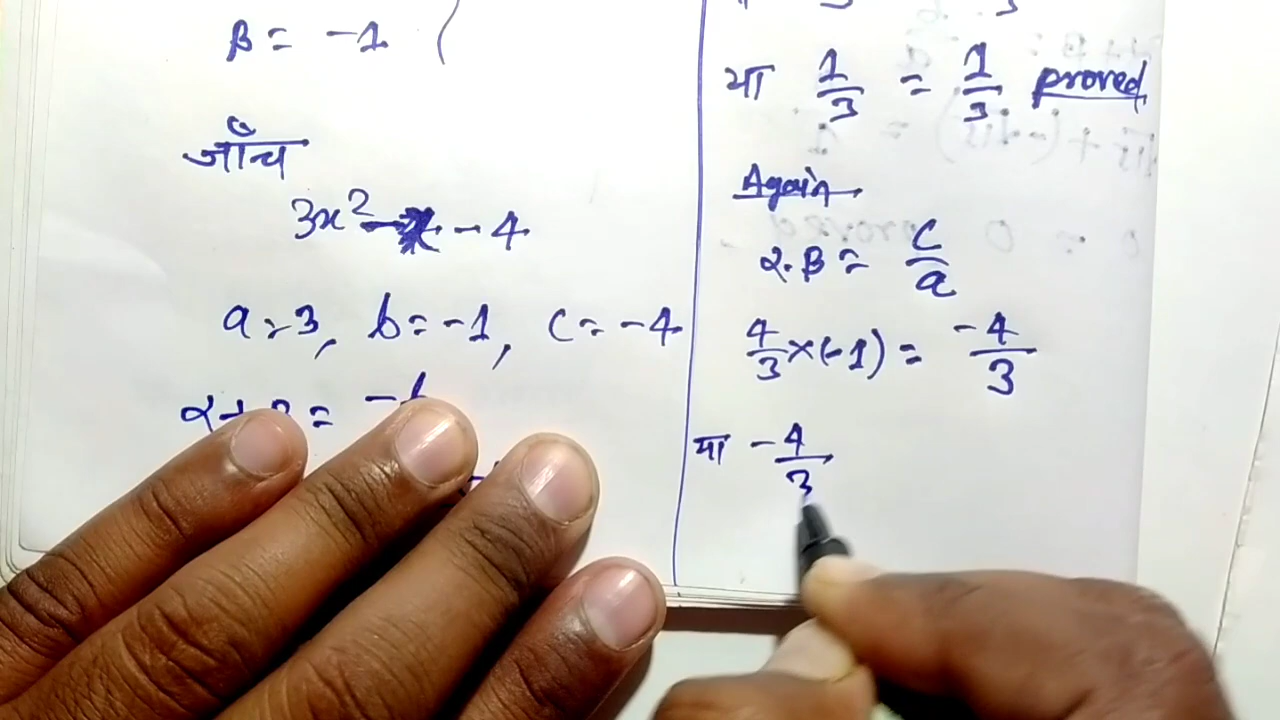 β = -1
जाँच
3x² - x - 4
a = 3, b = -1, c = -4
α + β = -b
या 1/3 = 1/3 proved
Again
α.β = c/a
4/3 × (-1) = -4/3
या -4/3